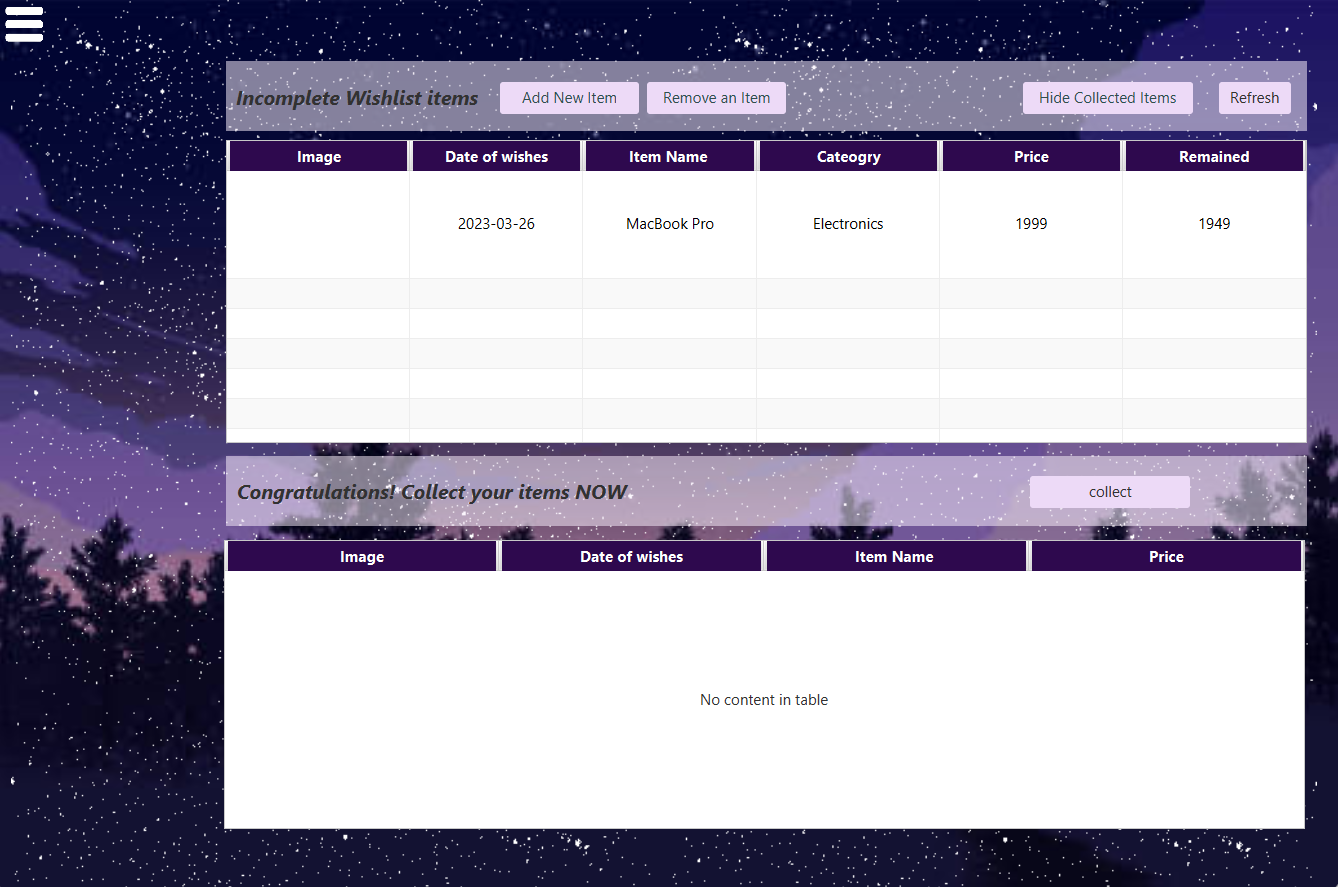 Incomplete Wishlist items Add New Item Remove an Item Hide Collected Items Refresh
Image Date of wishes Item Name Cateogry Price Remained
2023-03-26 MacBook Pro Electronics 1999 1949
Congratulations! Collect your items NOW collect
Image Date of wishes Item Name Price
No content in table